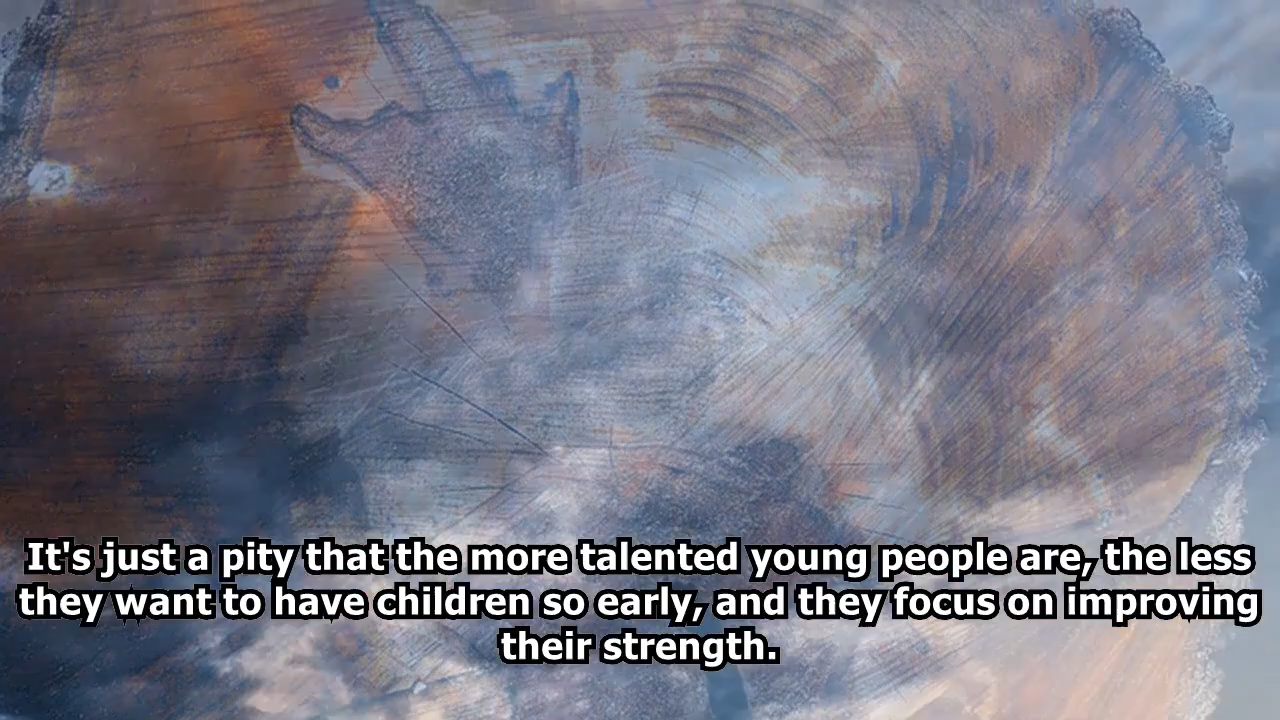 It's just a pity that the more talented young people are, the less
they want to have children so early, and they focus on improving
their strength.